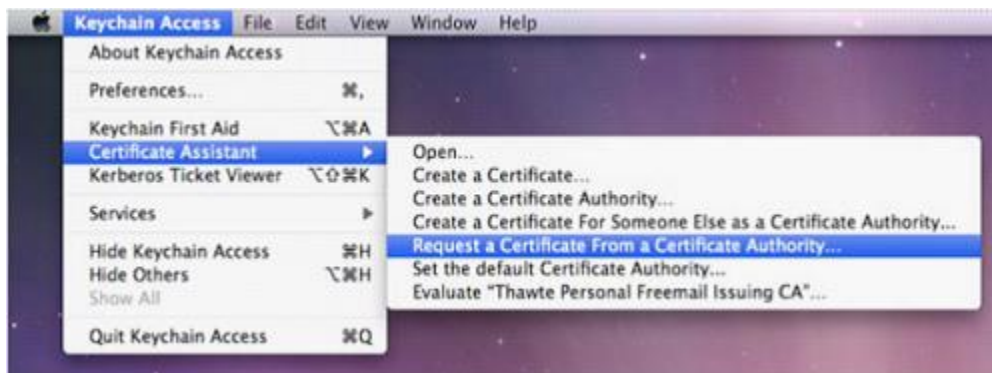 Keychain Access File Edit View Window Help
About Keychain Access
Preferences... ⌘,
Keychain First Aid ⌥⌘A
Certificate Assistant ▶
Kerberos Ticket Viewer ⌥⇧⌘K
Services ▶
Hide Keychain Access ⌘H
Hide Others ⌥⌘H
Show All
Quit Keychain Access ⌘Q
Open...
Create a Certificate...
Create a Certificate Authority...
Create a Certificate For Someone Else as a Certificate Authority...
Request a Certificate From a Certificate Authority...
Set the default Certificate Authority...
Evaluate "Thawte Personal Freemail Issuing CA"...